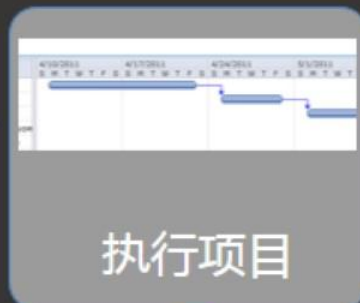 4/10/2011 4/17/2011 4/24/2011 5/1/2011
S M T W T F S S M T W T F S S M T W T F S S M T W T
执行项目